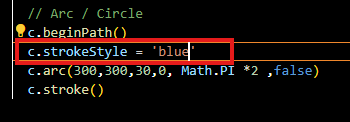 // Arc / Circle
c.beginPath()
c.strokeStyle = 'blue'
c.arc(300,300,30,0, Math.PI *2 ,false)
c.stroke()